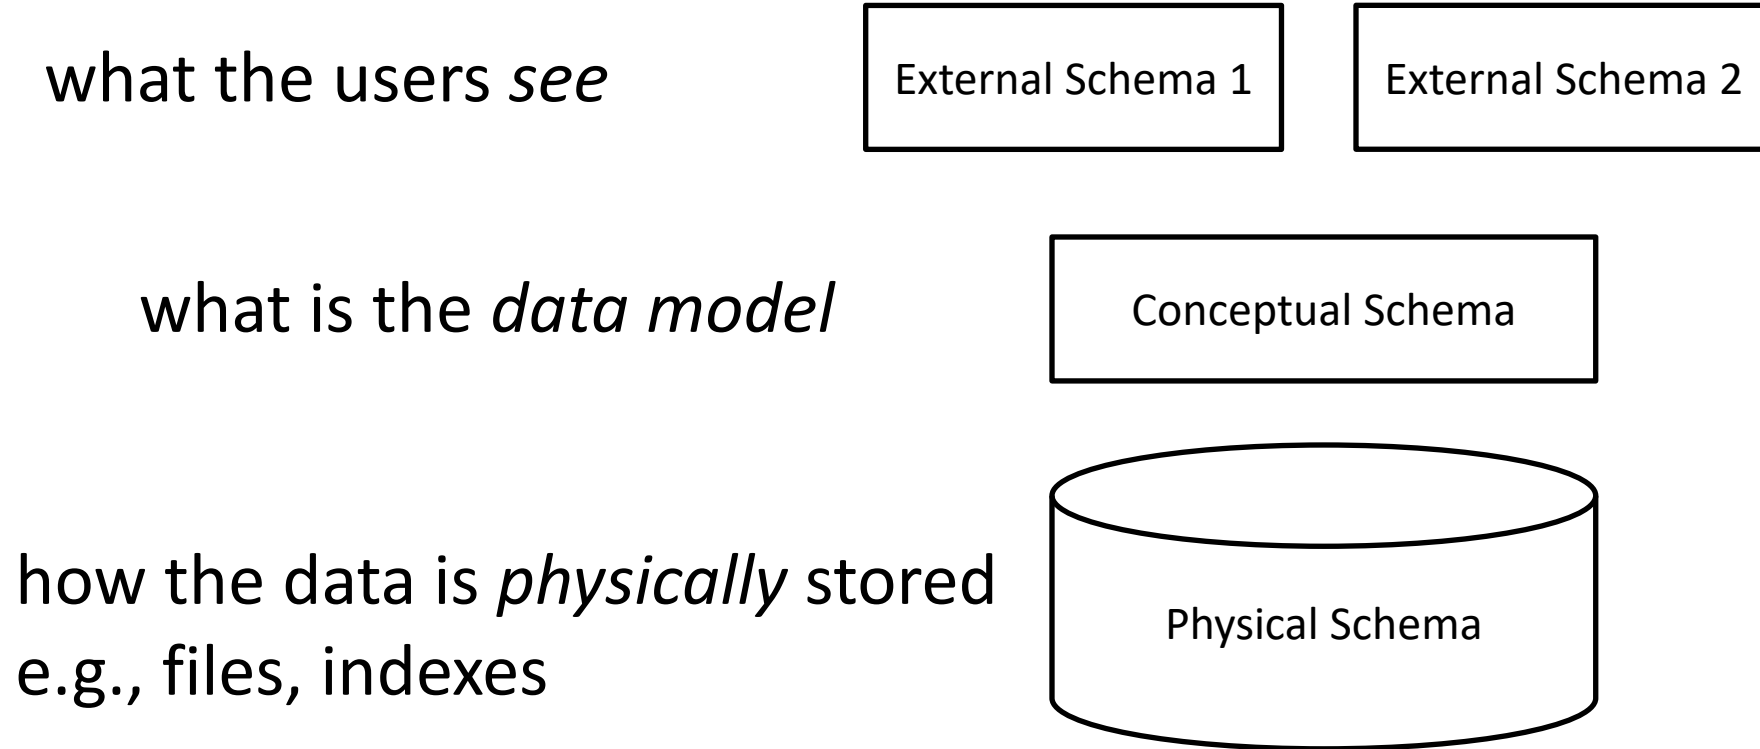 what the users see
External Schema 1
External Schema 2
what is the data model
Conceptual Schema
how the data is physically stored
e.g., files, indexes
Physical Schema